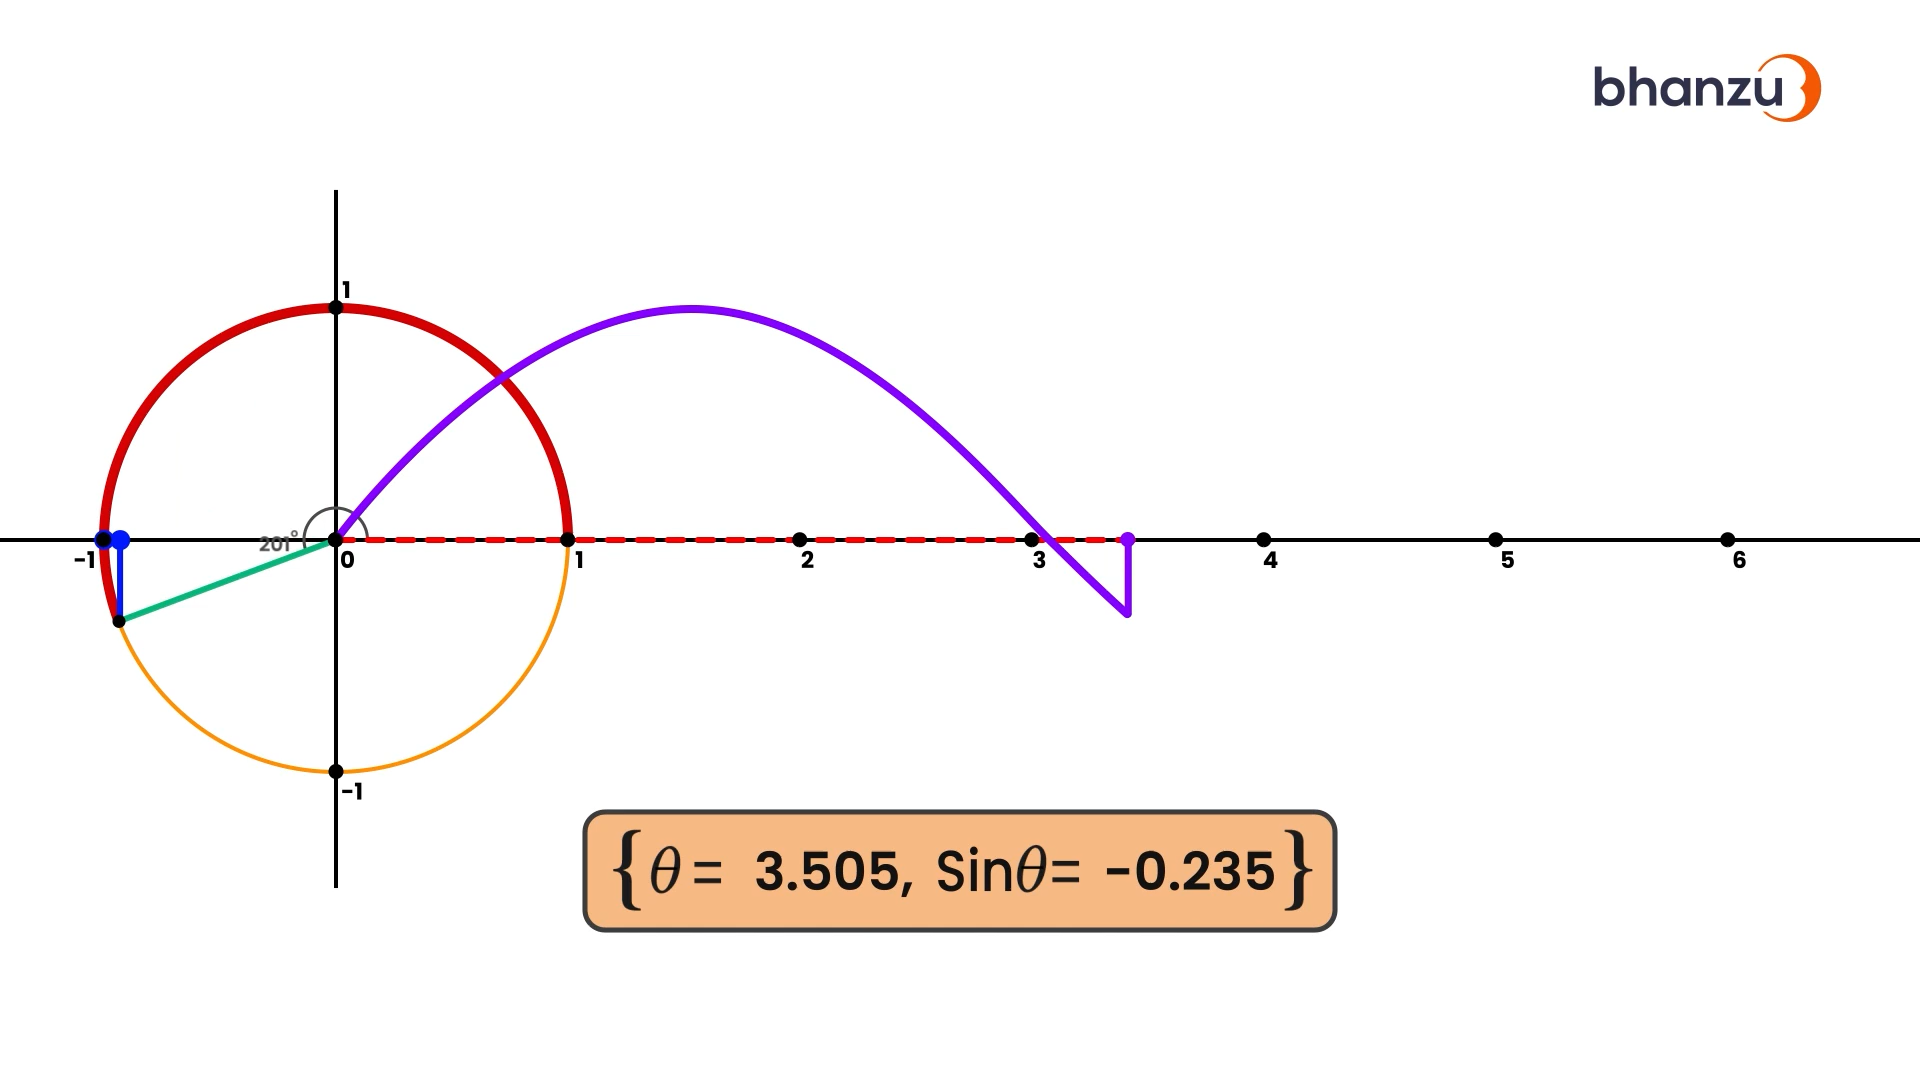 bhanzu
1
201°
-1 0 1 2 3 4 5 6
-1
{θ = 3.505, Sinθ= -0.235}